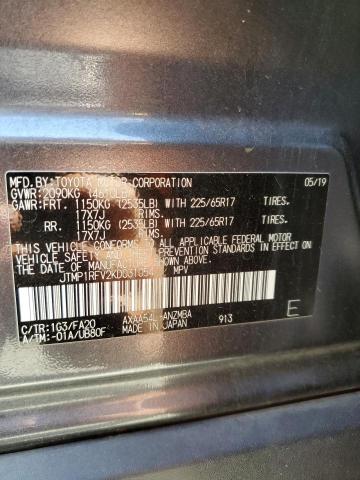 MFD.BY:TOYOTA MOTOR CORPORATION 05/19
GVWR:2090KG (4610LB)
GAWR:FRT. 1150KG (2535LB) WITH 225/65R17 TIRES.
17X7J RIMS.
RR. 1150KG (2535LB) WITH 225/65R17 TIRES.
17X7J RIMS.
THIS VEHICLE CONFORMS TO ALL APPLICABLE FEDERAL MOTOR
VEHICLE SAFETY, BUMPER, AND THEFT PREVENTION STANDARDS
IN EFFECT ON THE DATE OF MANUFACTURE SHOWN ABOVE.
JTMP1RFV2KD031054 MPV
C/TR:1G3/FA20 AXAA54L-ANZMBA 913
A/TM:-01A/UB80F MADE IN JAPAN
E